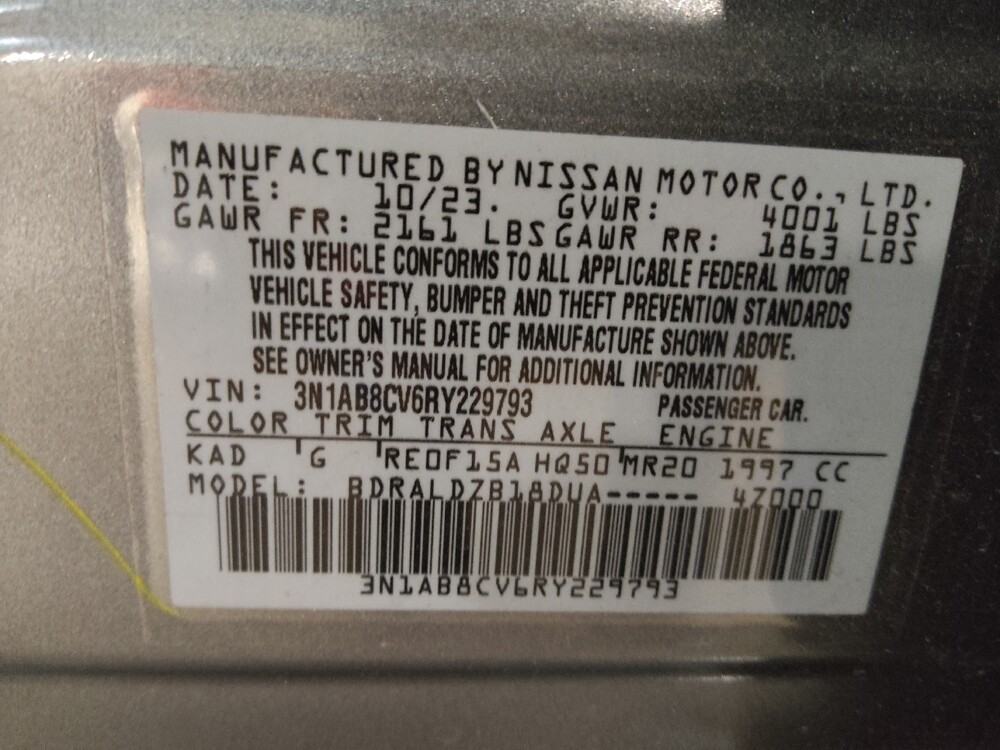 MANUFACTURED BY NISSAN MOTOR CO., LTD.
DATE: 10/23. GVWR: 4001 LBS
GAWR FR: 2161 LBS GAWR RR: 1863 LBS
THIS VEHICLE CONFORMS TO ALL APPLICABLE FEDERAL MOTOR
VEHICLE SAFETY, BUMPER AND THEFT PREVENTION STANDARDS
IN EFFECT ON THE DATE OF MANUFACTURE SHOWN ABOVE.
SEE OWNER'S MANUAL FOR ADDITIONAL INFORMATION.
VIN: 3N1AB8CV6RY229793 PASSENGER CAR.
COLOR TRIM TRANS AXLE ENGINE
KAD G RE0F15A HQ50 MR20 1997 CC
MODEL: BDRALDZB18DUA----- 4Z000
3N1AB8CV6RY229793